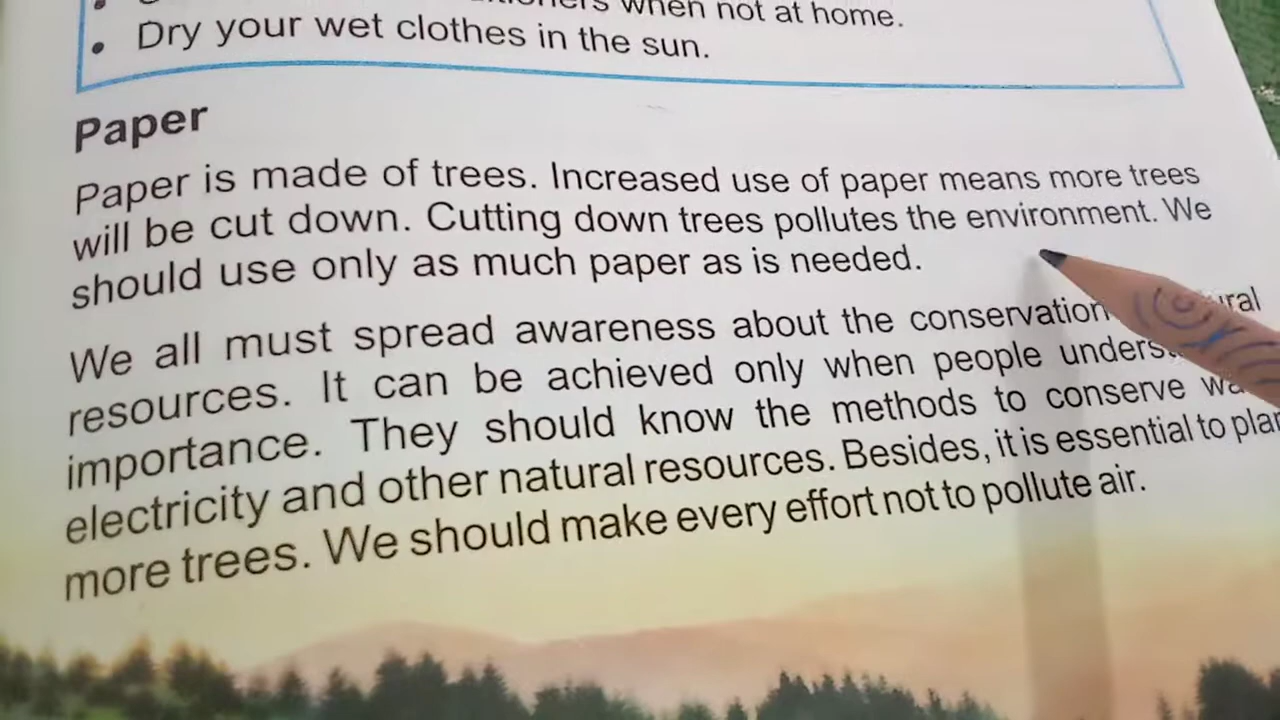 when not at home.
• Dry your wet clothes in the sun.
Paper
Paper is made of trees. Increased use of paper means more trees
will be cut down. Cutting down trees pollutes the environment. We
should use only as much paper as is needed.
We all must spread awareness about the conservation
resources. It can be achieved only when people
importance. They should know the methods to conserve
electricity and other natural resources. Besides, it is essential to
more trees. We should make every effort not to pollute air.